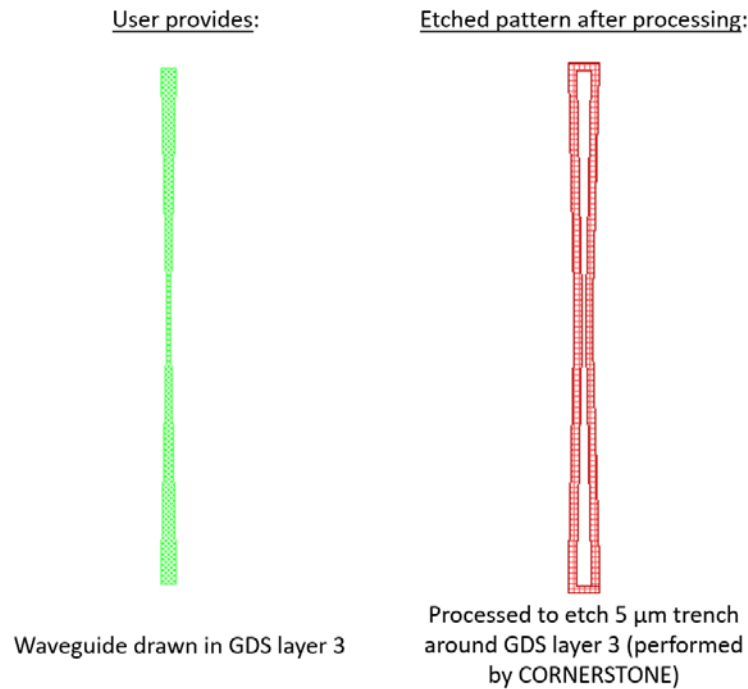 User provides:
Etched pattern after processing:
Waveguide drawn in GDS layer 3
Processed to etch 5 µm trench
around GDS layer 3 (performed
by CORNERSTONE)